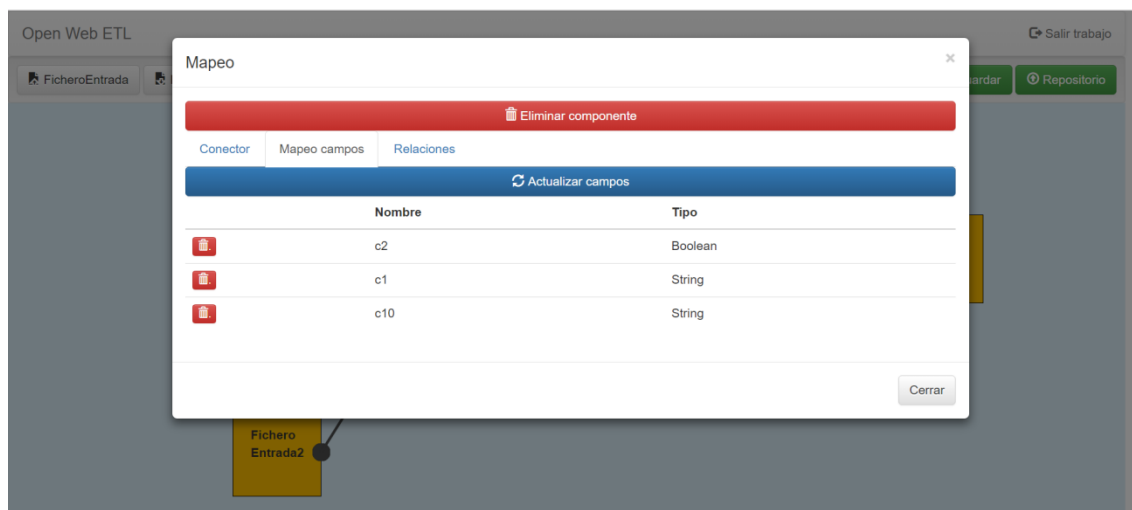 Open Web ETL
Salir trabajo
Mapeo
×
FicheroEntrada
Repositorio
Eliminar componente
Conector Mapeo campos Relaciones
Actualizar campos
Nombre Tipo
c2 Boolean
c1 String
c10 String
Cerrar
Fichero
Entrada2